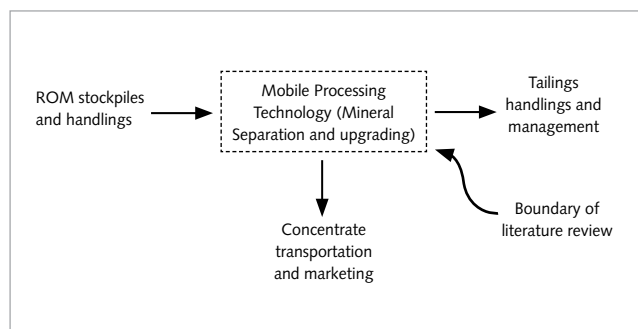 ROM stockpiles
and handlings
Mobile Processing
Technology (Mineral
Separation and upgrading)
Tailings
handlings and
management
Concentrate
transportation
and marketing
Boundary of
literature review